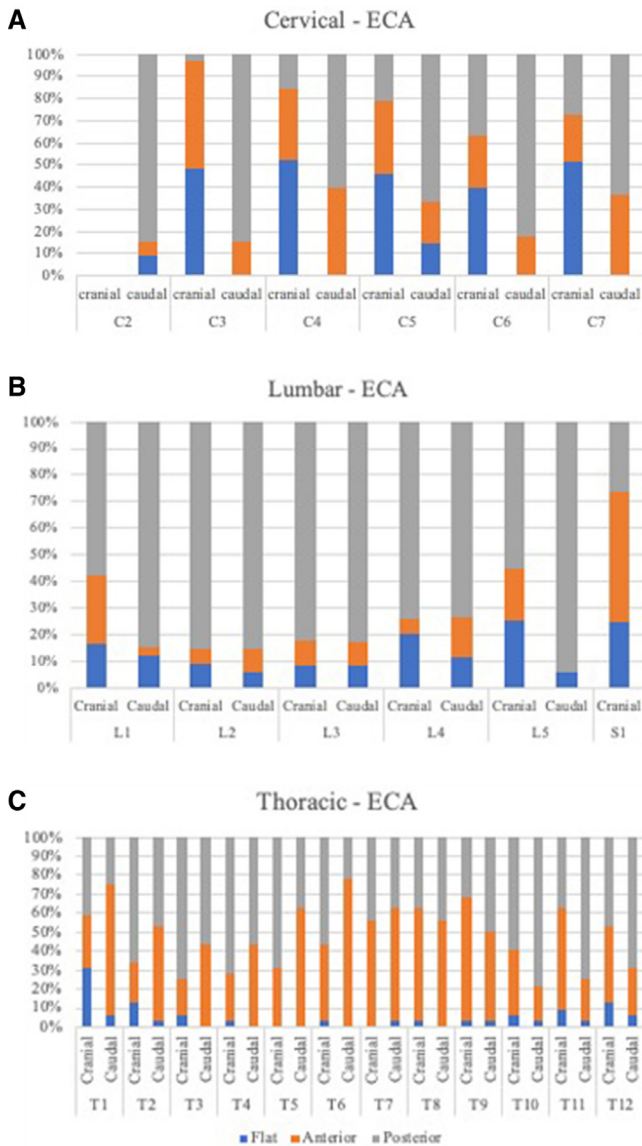 A
Cervical - ECA
100%
90%
80%
70%
60%
50%
40%
30%
20%
10%
0%
cranial caudal cranial caudal cranial caudal cranial caudal cranial caudal cranial caudal
C2 C3 C4 C5 C6 C7
B
Lumbar - ECA
100%
90%
80%
70%
60%
50%
40%
30%
20%
10%
0%
Cranial Caudal Cranial Caudal Cranial Caudal Cranial Caudal Cranial Caudal Cranial
L1 L2 L3 L4 L5 S1
C
Thoracic - ECA
100%
90%
80%
70%
60%
50%
40%
30%
20%
10%
0%
Cranial Caudal Cranial Caudal Cranial Caudal Cranial Caudal Cranial Caudal Cranial Caudal Cranial Caudal Cranial Caudal Cranial Caudal Cranial Caudal Cranial Caudal Cranial Caudal
T1 T2 T3 T4 T5 T6 T7 T8 T9 T10 T11 T12
Flat Anterior Posterior